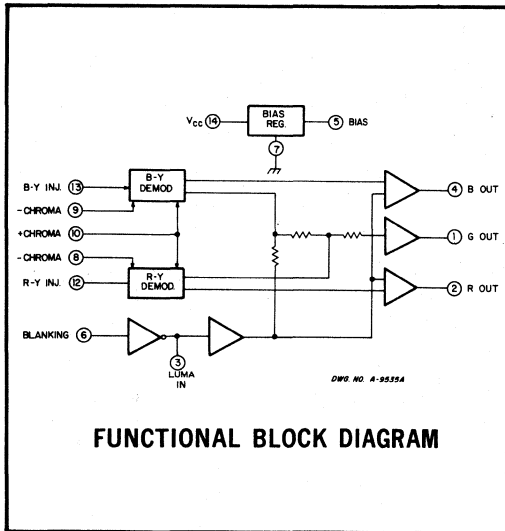 BIAS
REG.
VCC 14
5 BIAS
7
B-Y
DEMOD
B-Y INJ. 13
-CHROMA 9
+CHROMA 10
-CHROMA 8
R-Y INJ. 12
R-Y
DEMOD.
4 B OUT
1 G OUT
2 R OUT
BLANKING 6
3
LUMA
IN
DWG. NO. A-9535A
FUNCTIONAL BLOCK DIAGRAM